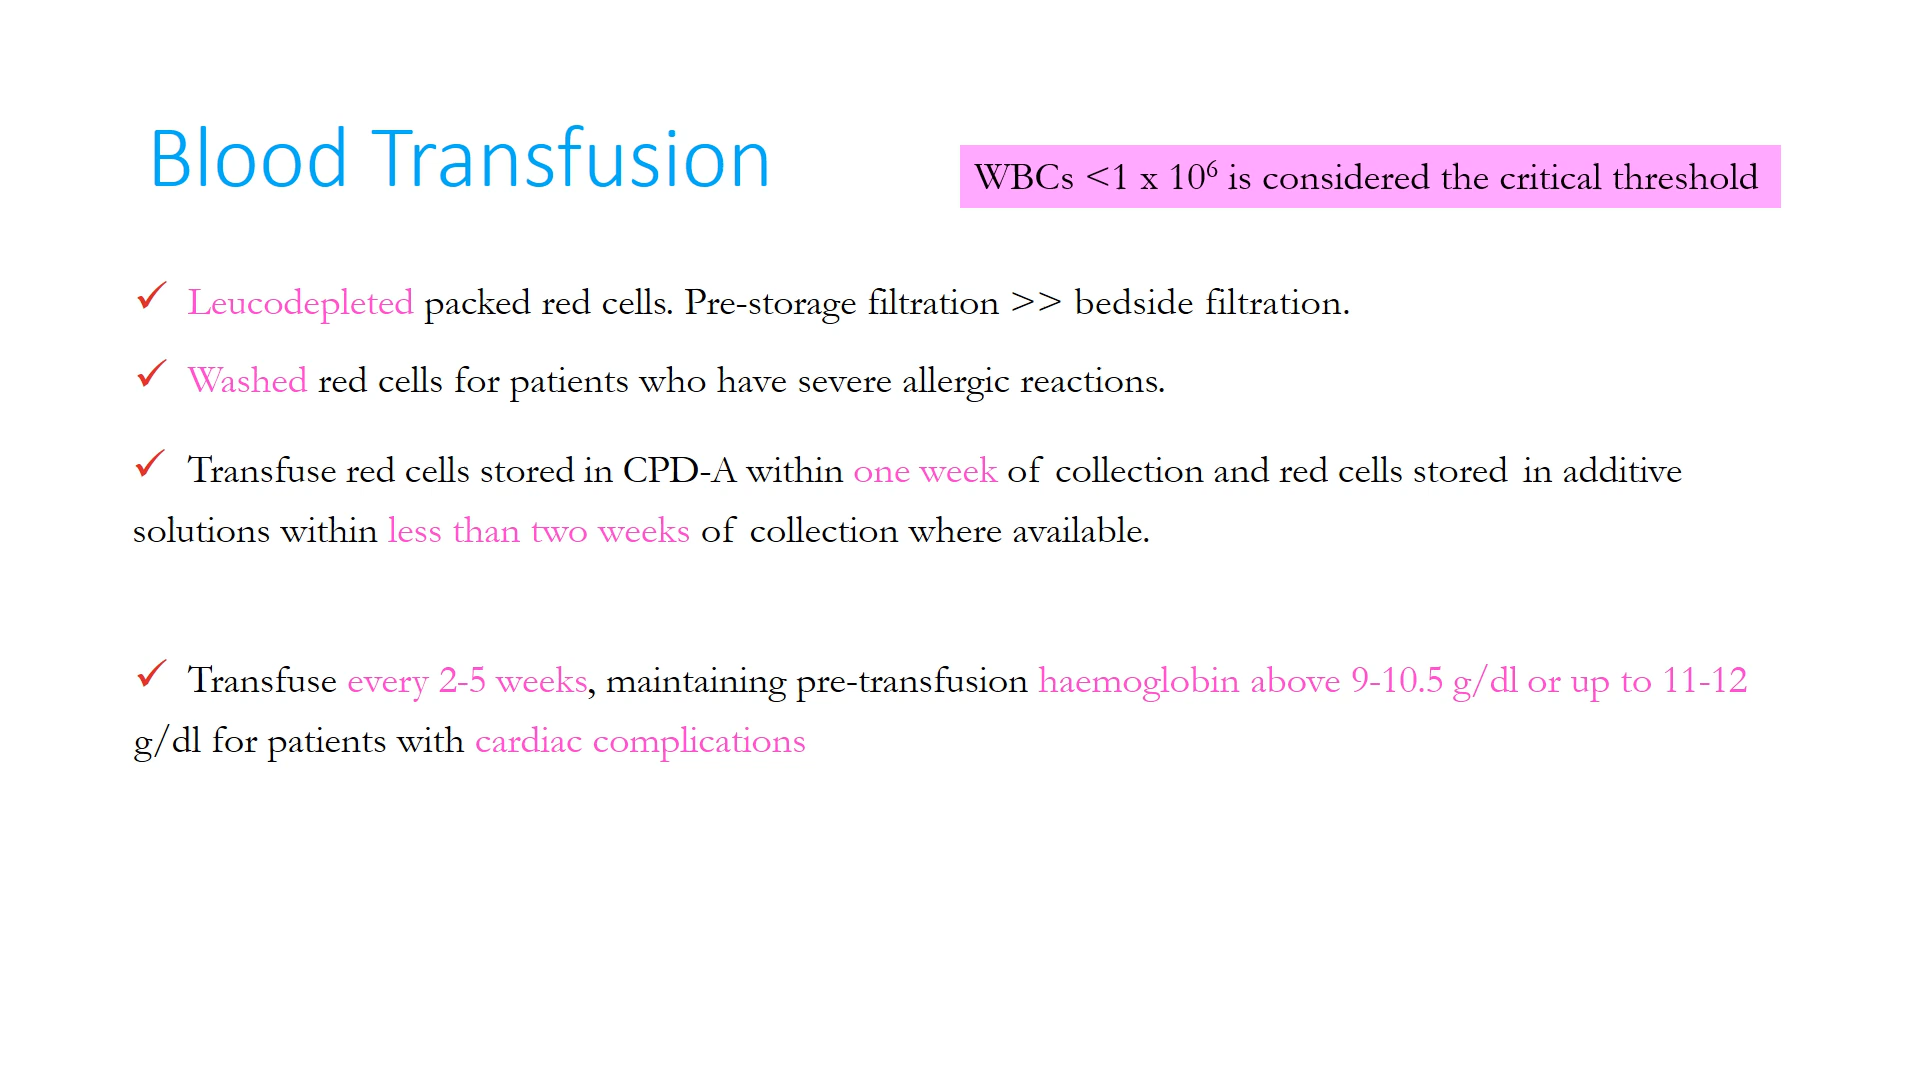 Blood Transfusion
WBCs <1 x 10⁶ is considered the critical threshold
✓ Leucodepleted packed red cells. Pre-storage filtration >> bedside filtration.
✓ Washed red cells for patients who have severe allergic reactions.
✓ Transfuse red cells stored in CPD-A within one week of collection and red cells stored in additive
solutions within less than two weeks of collection where available.
✓ Transfuse every 2-5 weeks, maintaining pre-transfusion haemoglobin above 9-10.5 g/dl or up to 11-12
g/dl for patients with cardiac complications